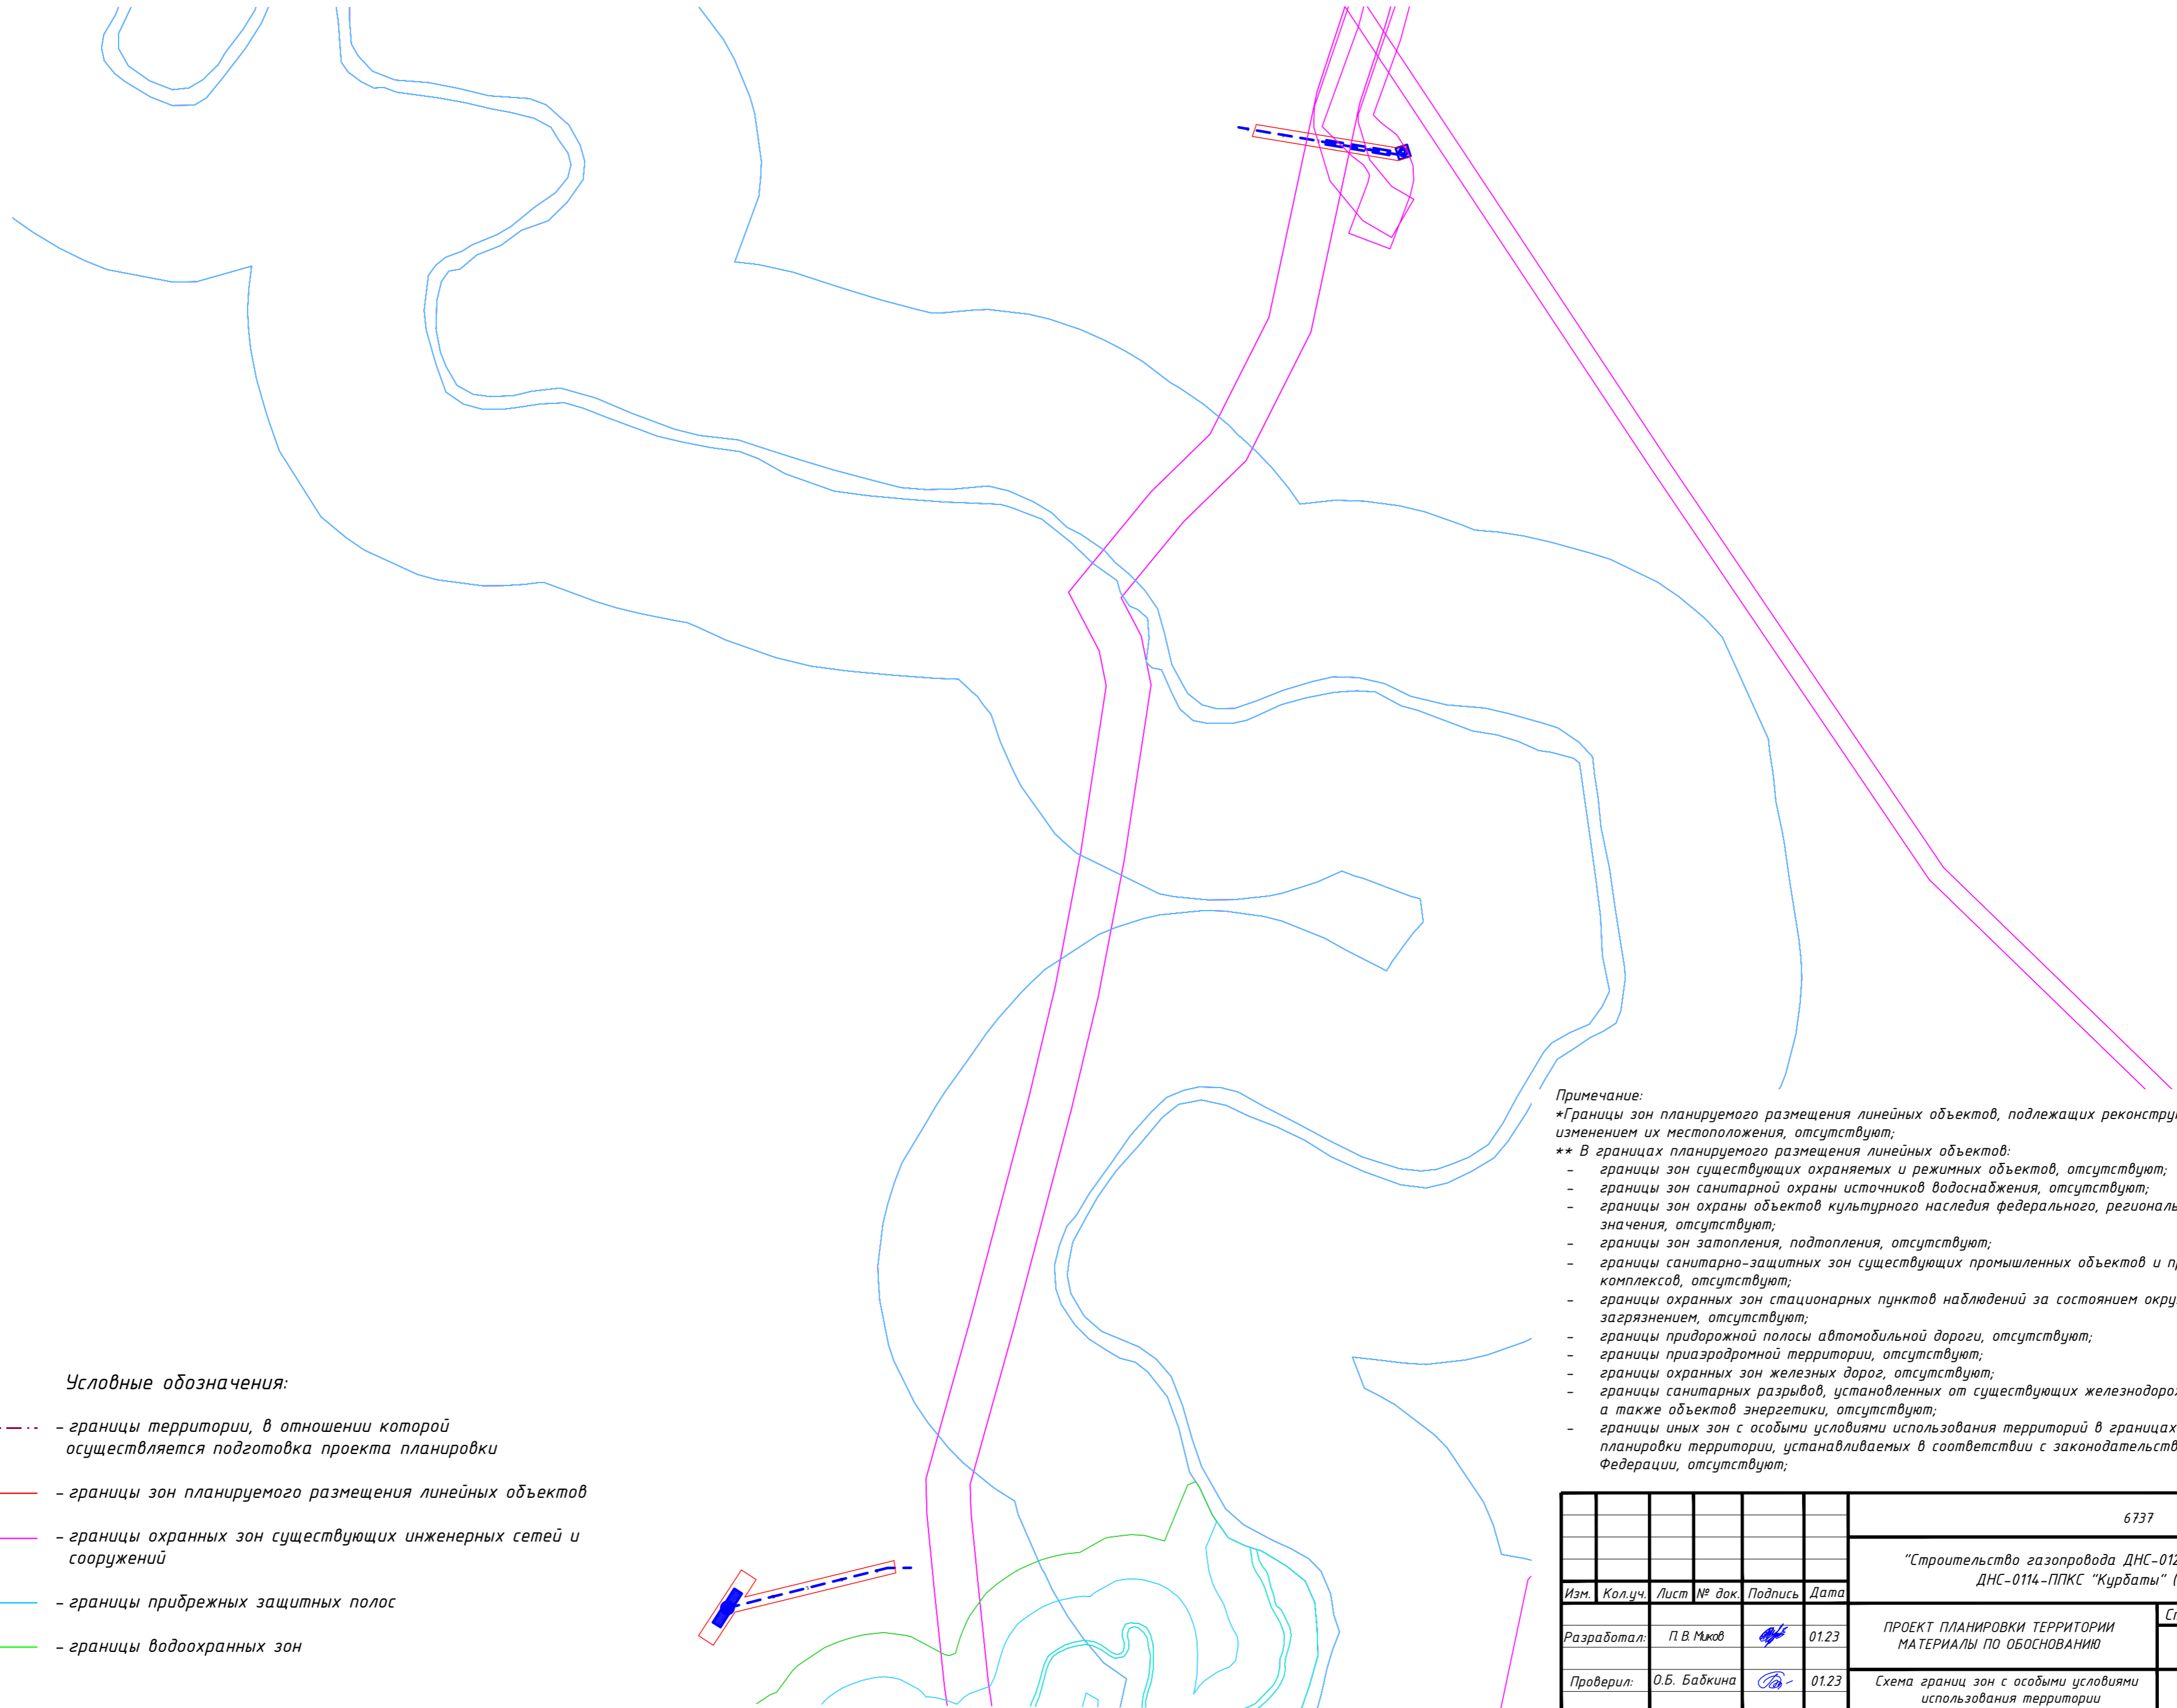 Примечание:
*Границы зон планируемого размещения линейных объектов, подлежащих
изменением их местоположения, отсутствуют;
** В границах планируемого размещения линейных объектов:
- границы зон существующих охраняемых и режимных объектов, отсутствуют;
- границы зон санитарной охраны источников водоснабжения, отсутствуют;
- границы зон охраны объектов культурного наследия федерального,
значения, отсутствуют;
- границы зон затопления, подтопления, отсутствуют;
- границы санитарно-защитных зон существующих промышленных объектов и
комплексов, отсутствуют;
- границы охранных зон стационарных пунктов наблюдений за состоянием
загрязнением, отсутствуют;
- границы придорожной полосы автомобильной дороги, отсутствуют;
- границы приаэродромной территории, отсутствуют;
- границы охранных зон железных дорог, отсутствуют;
- границы санитарных разрывов, установленных от существующих
а также объектов энергетики, отсутствуют;
- границы иных зон с особыми условиями использования территорий в границах
планировки территории, устанавливаемых в соответствии с
Федерации, отсутствуют;
Условные обозначения:
- границы территории, в отношении которой
осуществляется подготовка проекта планировки
- границы зон планируемого размещения линейных объектов
- границы охранных зон существующих инженерных сетей и
сооружений
- границы прибрежных защитных полос
- границы водоохранных зон
6737
"Строительство газопровода ДНС-012
ДНС-0114-ППКС "Курбаты" (
Изм. Кол.уч. Лист № док. Подпись Дата
Разработал: П.В. Миков 01.23
ПРОЕКТ ПЛАНИРОВКИ ТЕРРИТОРИИ
МАТЕРИАЛЫ ПО ОБОСНОВАНИЮ
Проверил: О.Б. Бабкина 01.23
Схема границ зон с особыми условиями
использования территории